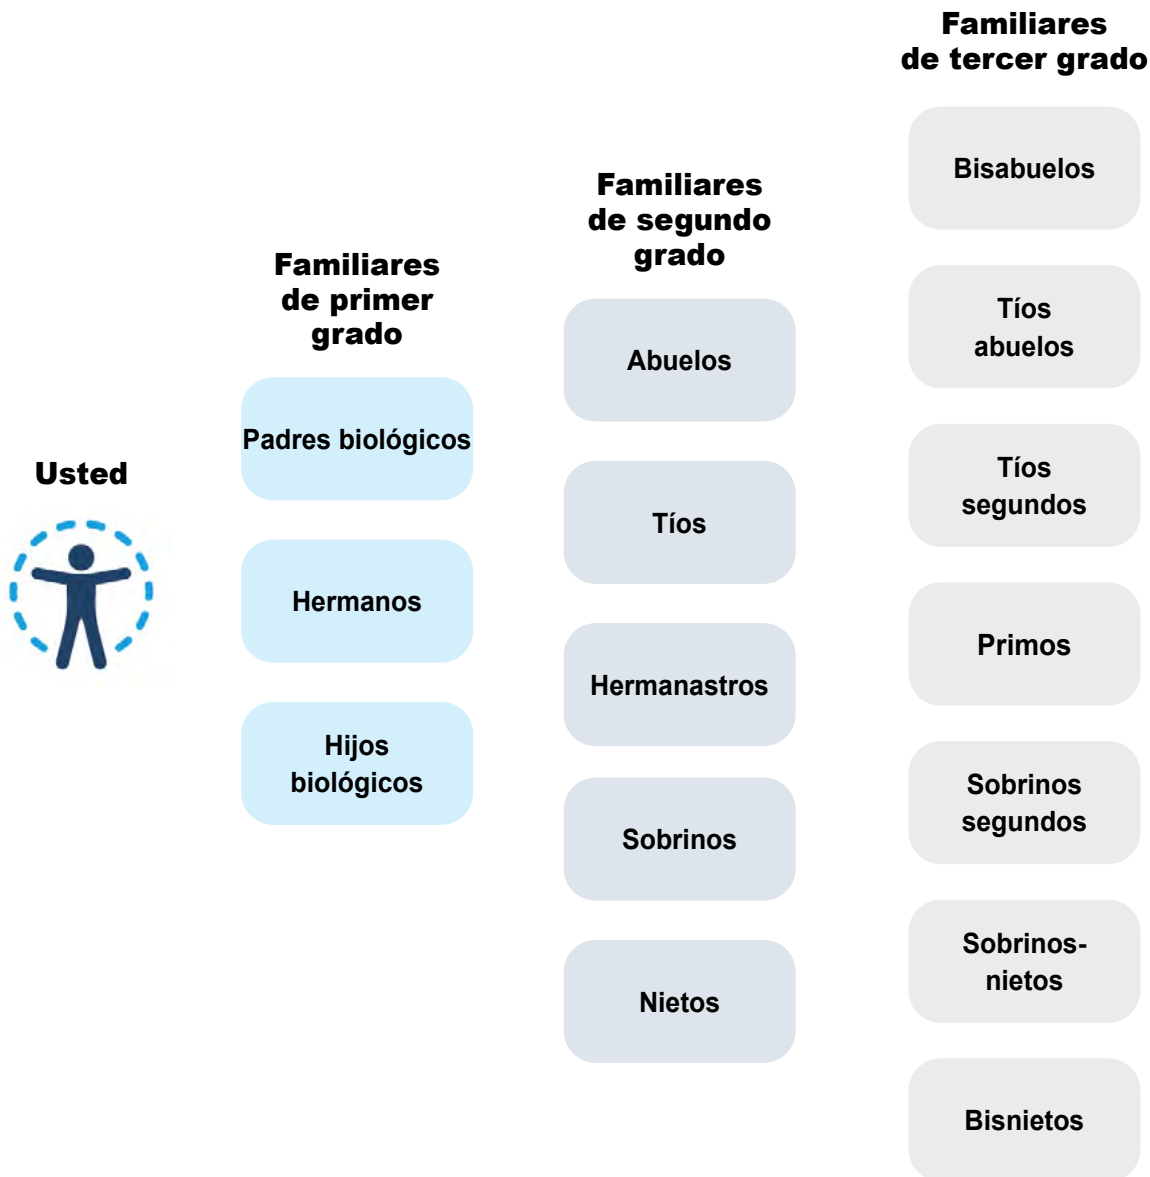 Usted
Familiares
de primer
grado
Padres biológicos
Hermanos
Hijos
biológicos
Familiares
de segundo
grado
Abuelos
Tíos
Hermanastros
Sobrinos
Nietos
Familiares
de tercer grado
Bisabuelos
Tíos
abuelos
Tíos
segundos
Primos
Sobrinos
segundos
Sobrinos-
nietos
Bisnietos